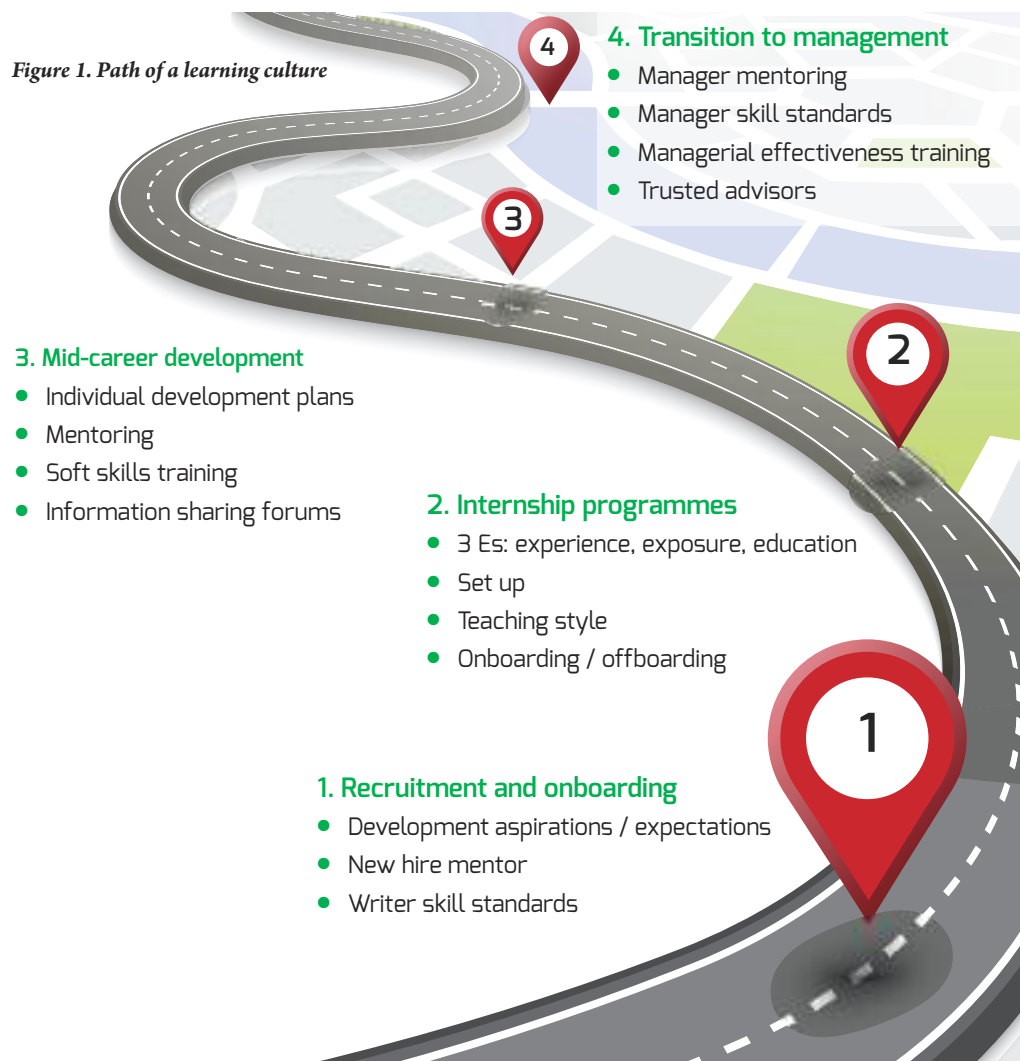 Figure 1. Path of a learning culture
4
4. Transition to management
• Manager mentoring
• Manager skill standards
• Managerial effectiveness training
• Trusted advisors
3
3. Mid-career development
• Individual development plans
• Mentoring
• Soft skills training
• Information sharing forums
2
2. Internship programmes
• 3 Es: experience, exposure, education
• Set up
• Teaching style
• Onboarding / offboarding
1
1. Recruitment and onboarding
• Development aspirations / expectations
• New hire mentor
• Writer skill standards